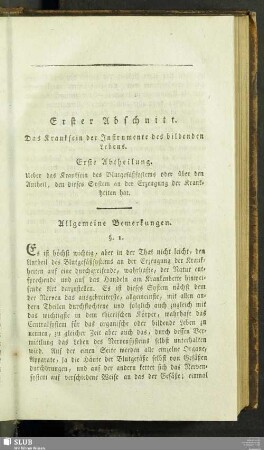 Erster Abschnitt.
Das Kranksein der Instrumente des bildenden
Lebens.
Erste Abtheilung.
Ueber das Kranksein des Blutgefäßsystems oder über den
Antheil, den dieses System an der Erzeugung der Krank-
heiten hat.
Allgemeine Bemerkungen.
§. 1.
Es ist höchst wichtig, aber in der That nicht leicht, den
Antheil des Blutgefäßsystems an der Erzeugung der Krank-
heiten auf eine durchgreifende, wahrhafte, der Natur ent-
sprechende und auf das Handeln am Krankenbette hinwei-
sende Art darzustellen. Es ist dieses System nächst dem
der Nerven das ausgebreitetste, allgemeinste, mit allen an-
dern Theilen durchflochtene und folglich auch zugleich mit
das wichtigste in dem thierischen Körper, wahrhaft das
Centralsystem für das organische oder bildende Leben zu
nennen, zu gleicher Zeit aber auch das, durch dessen Ver-
mittlung das Leben des Nervensystems selbst unterhalten
wird. Auf der einen Seite werden alle einzelne Organe,
Apparate, ja die Häute der Blutgefäße selbst von Gefäßen
durchdrungen, und auf der andern kettet sich das Nerven-
system auf verschiedene Weise an das der Gefäße; einmal
SLUB